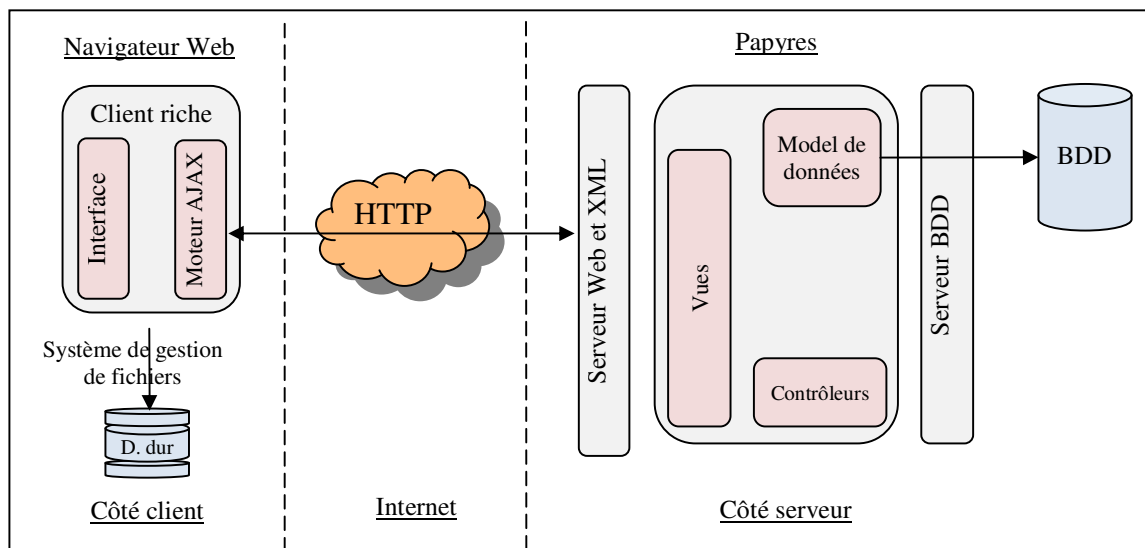 Navigateur Web
Papyres
Client riche
Interface
Moteur AJAX
Système de gestion
de fichiers
D. dur
Côté client
HTTP
Internet
Serveur Web et XML
Vues
Model de
données
Contrôleurs
Serveur BDD
BDD
Côté serveur